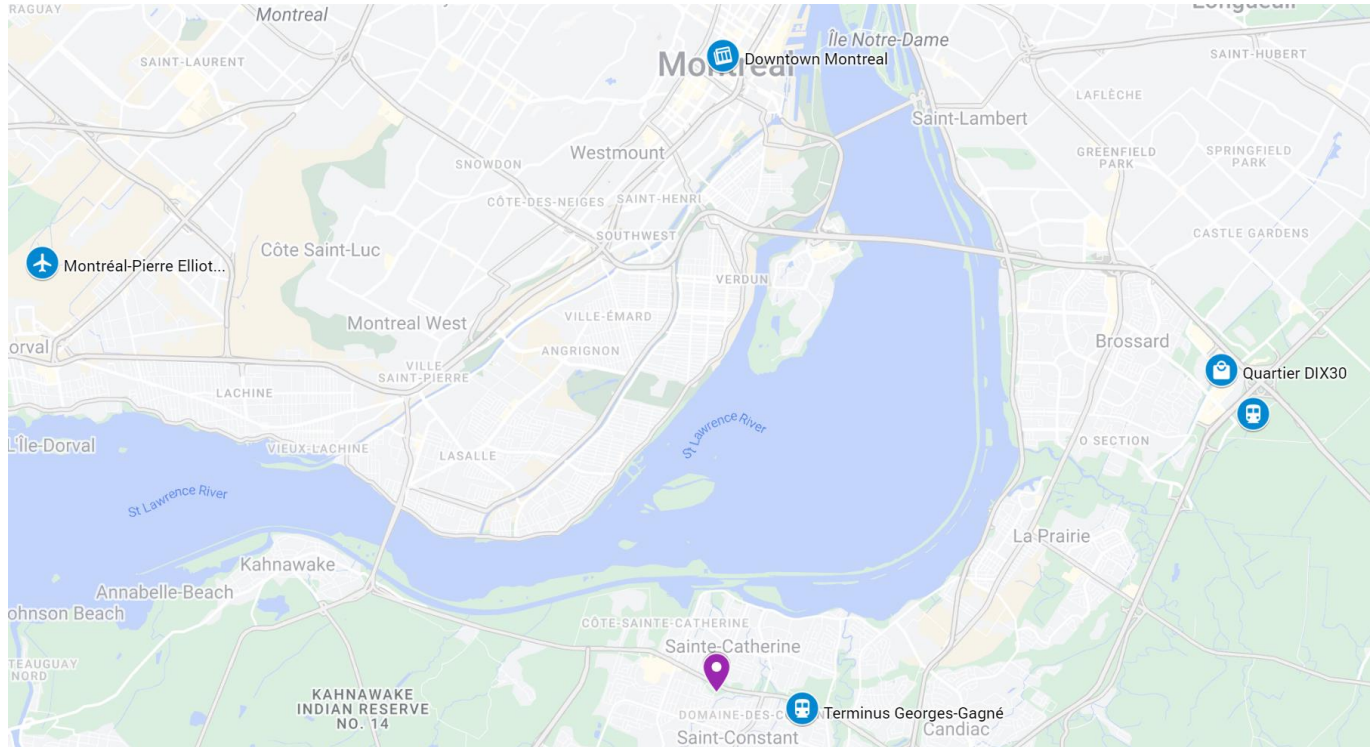 RAGUAY
Montreal
SAINT-LAURENT
Île Notre-Dame
Longueuil
SAINT-HUBERT
Montréal
Downtown Montreal
LAFLÈCHE
Saint-Lambert
Westmount
SNOWDON
GREENFIELD
PARK
SPRINGFIELD
PARK
CÔTE-DES-NEIGES
SAINT-HENRI
SOUTHWEST
CASTLE GARDENS
Côte Saint-Luc
Montréal-Pierre Elliot...
VERDUN
VILLE-ÉMARD
Montreal West
orval
Brossard
ANGRIGNON
VILLE
SAINT-PIERRE
Quartier DIX30
LACHINE
St Lawrence River
L'Île-Dorval
VIEUX-LACHINE
LASALLE
O SECTION
St Lawrence River
La Prairie
Kahnawake
Annabelle-Beach
ohnson Beach
CÔTE-SAINTE-CATHERINE
Sainte-Catherine
TEAUGUAY
NORD
KAHNAWAKE
INDIAN RESERVE
NO. 14
DOMAINE-DES-CO
Terminus Georges-Gagné
Saint-Constant
Candiac